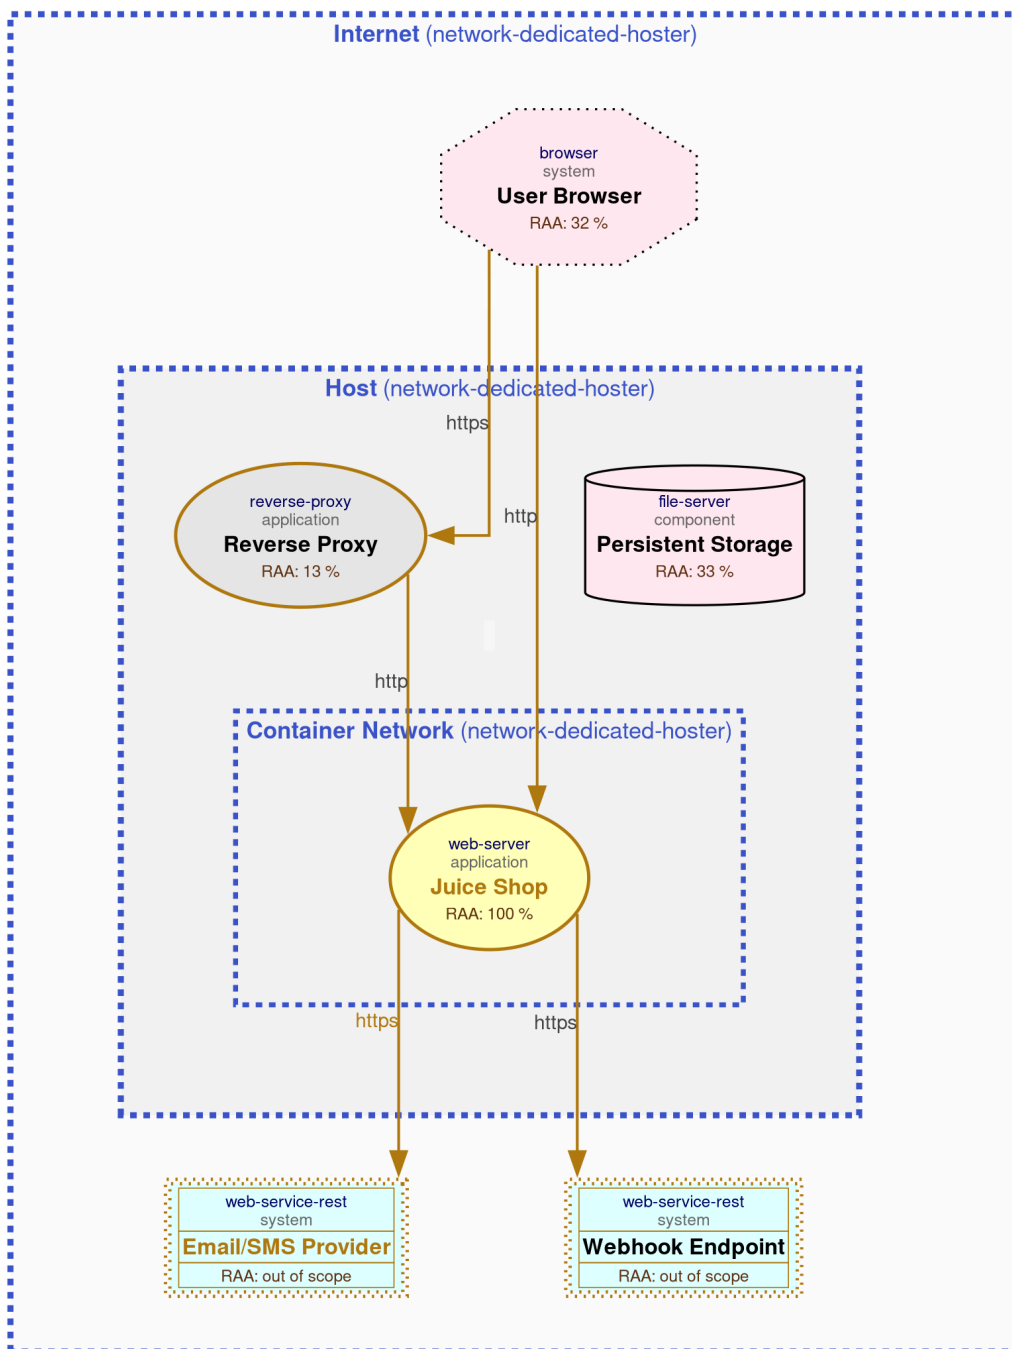 Internet (network-dedicated-hoster)
browser
system
User Browser
RAA: 32 %
Host (network-dedicated-hoster)
https
reverse-proxy
application
Reverse Proxy
RAA: 13 %
http
file-server
component
Persistent Storage
RAA: 33 %
http
Container Network (network-dedicated-hoster)
web-server
application
Juice Shop
RAA: 100 %
https
https
web-service-rest
system
Email/SMS Provider
RAA: out of scope
web-service-rest
system
Webhook Endpoint
RAA: out of scope